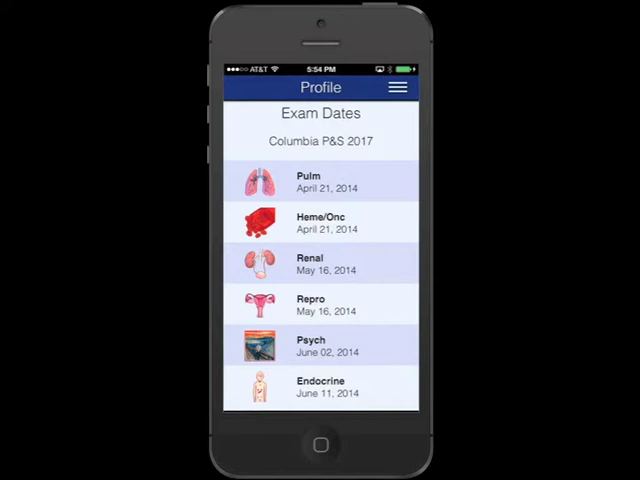 AT&T 5:54 PM
Profile
Exam Dates
Columbia P&S 2017
Pulm
April 21, 2014
Heme/Onc
April 21, 2014
Renal
May 16, 2014
Repro
May 16, 2014
Psych
June 02, 2014
Endocrine
June 11, 2014